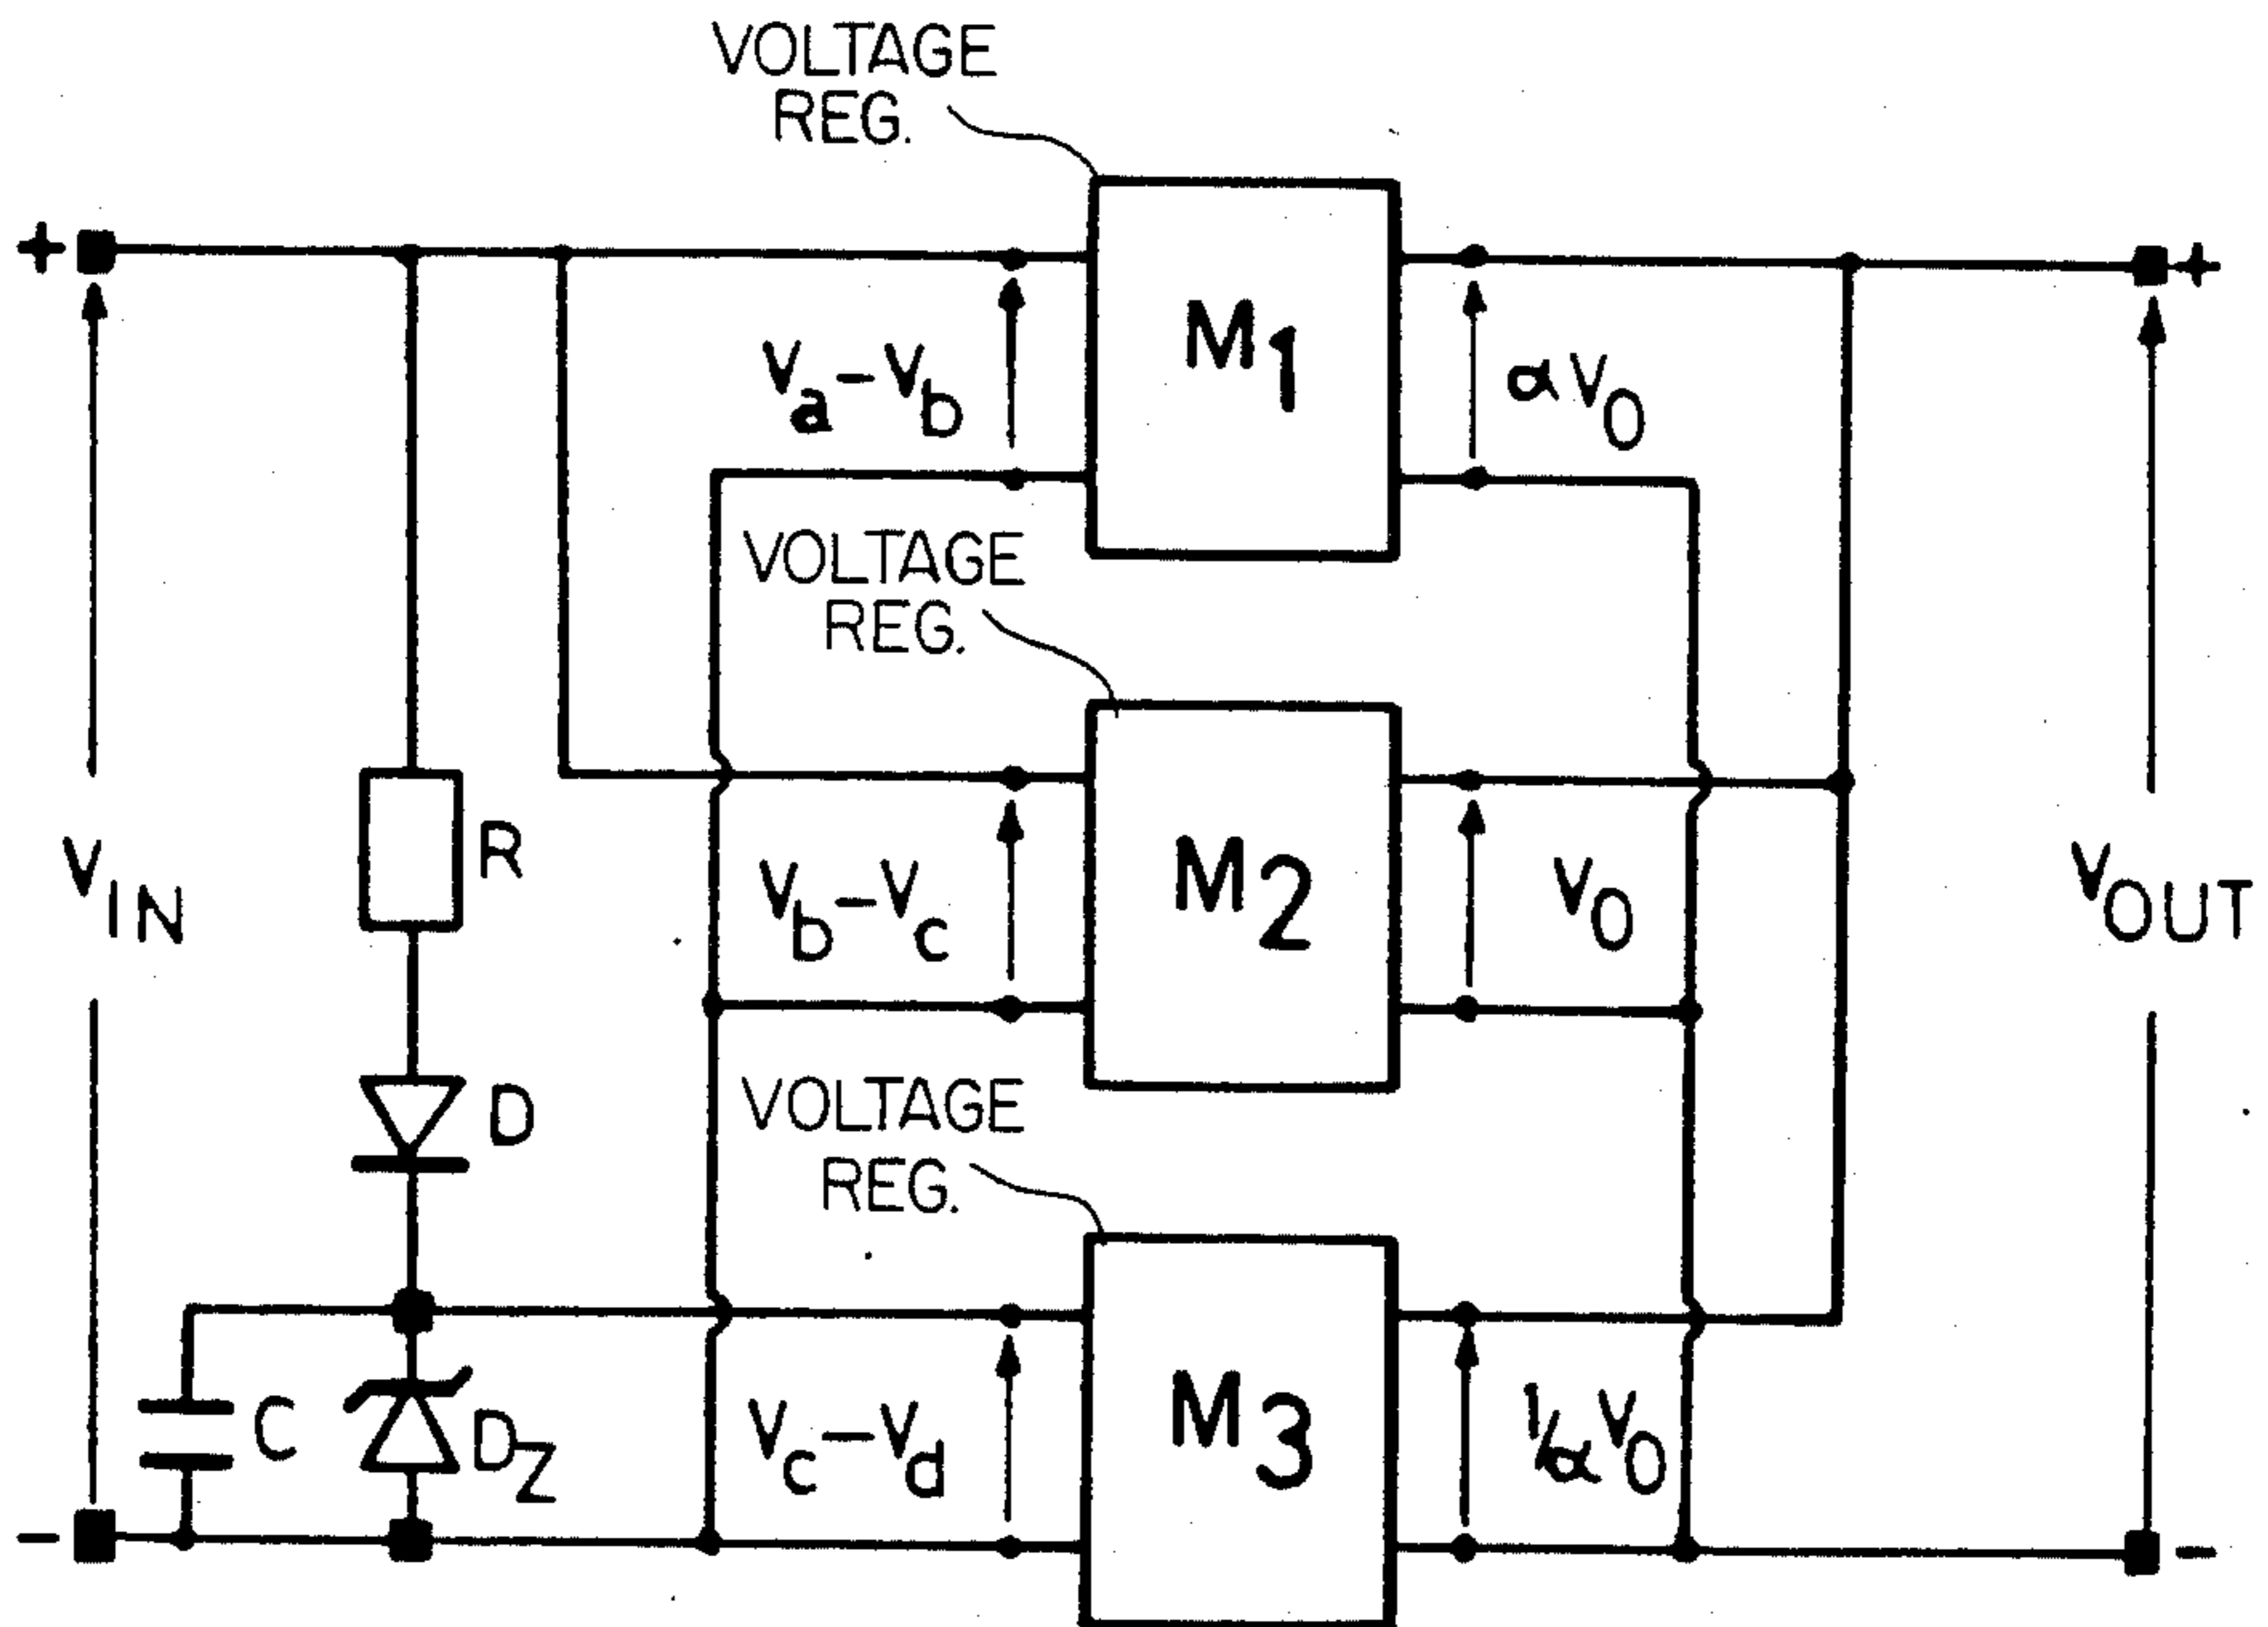 VOLTAGE
REG.
+
+
M1
Va-Vb
αV0
VOLTAGE
REG.
R
M2
VIN
Vb-Vc
V0
VOUT
D
VOLTAGE
REG.
C
DZ
M3
Vc-Vd
1/αV0
-
-